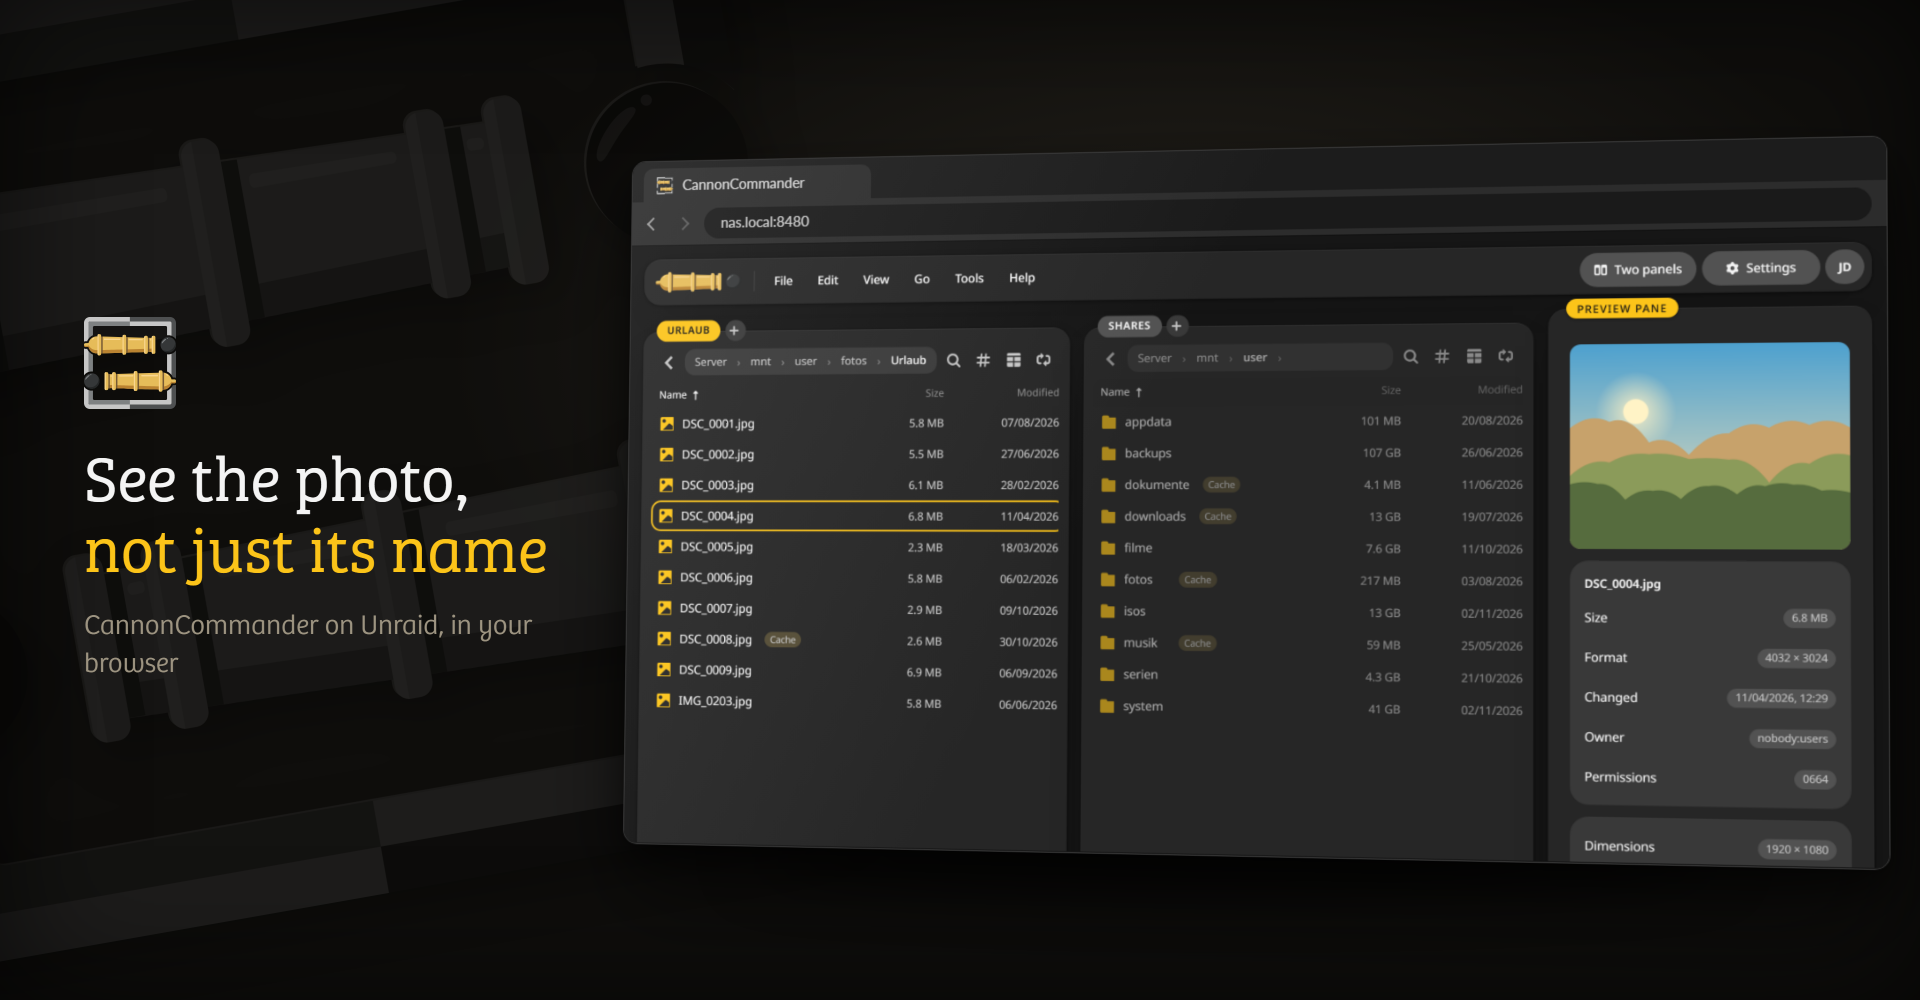 See the photo,
not just its name
CannonCommander on Unraid, in your
browser
CannonCommander
nas.local:8480
File Edit View Go Tools Help
Two panels Settings JD
URLAUB +
Server › mnt › user › fotos › Urlaub
Name ↑ Size Modified
DSC_0001.jpg 5.8 MB 07/08/2026
DSC_0002.jpg 5.5 MB 27/06/2026
DSC_0003.jpg 6.1 MB 28/02/2026
DSC_0004.jpg 6.8 MB 11/04/2026
DSC_0005.jpg 2.3 MB 18/03/2026
DSC_0006.jpg 5.8 MB 06/02/2026
DSC_0007.jpg 2.9 MB 09/10/2026
DSC_0008.jpg Cache 2.6 MB 30/10/2026
DSC_0009.jpg 6.9 MB 06/09/2026
IMG_0203.jpg 5.8 MB 06/06/2026
SHARES +
Server › mnt › user ›
Name ↑ Size Modified
appdata 101 MB 20/08/2026
backups 107 GB 26/06/2026
dokumente Cache 4.1 MB 11/06/2026
downloads Cache 13 GB 19/07/2026
filme 7.6 GB 11/10/2026
fotos Cache 217 MB 03/08/2026
isos 13 GB 02/11/2026
musik Cache 59 MB 25/05/2026
serien 4.3 GB 21/10/2026
system 41 GB 02/11/2026
PREVIEW PANE
DSC_0004.jpg
Size 6.8 MB
Format 4032 × 3024
Changed 11/04/2026, 12:29
Owner nobody:users
Permissions 0664
Dimensions 1920 × 1080